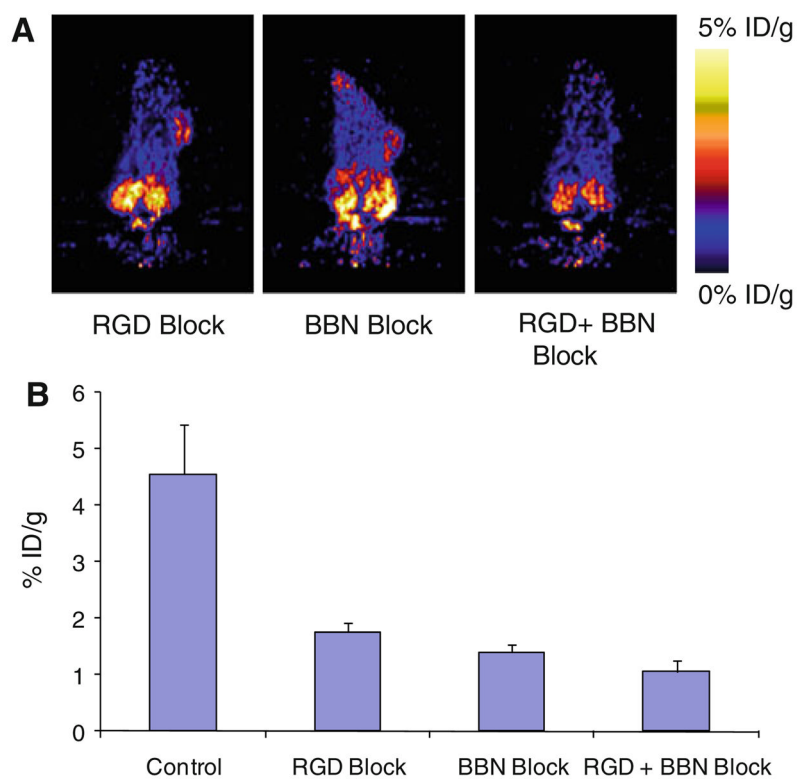 A
5% ID/g
0% ID/g
RGD Block
BBN Block
RGD+ BBN
Block
B
% ID/g
6
5
4
3
2
1
0
Control
RGD Block
BBN Block
RGD + BBN Block